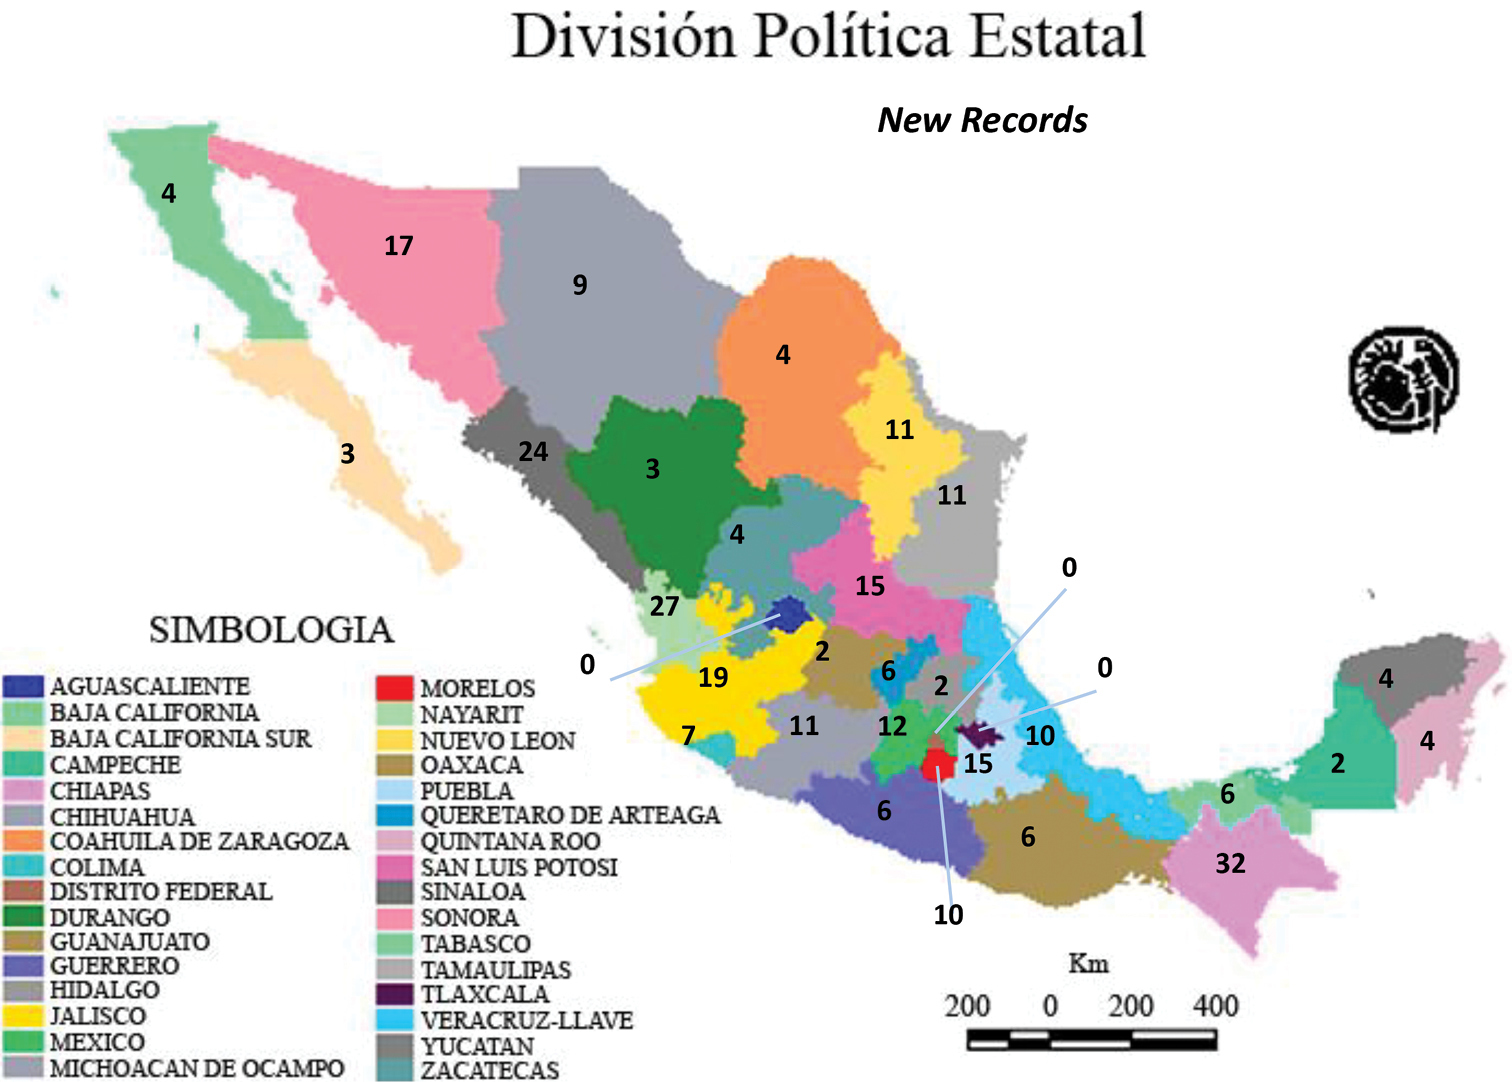 División Política Estatal
New Records
4
17
9
4
11
24
3
3
11
4
0
15
27
0
2
6
2
0
19
4
7
11
12
10
4
15
2
6
6
6
32
10
SIMBOLOGIA
AGUASCALIENTE
BAJA CALIFORNIA
BAJA CALIFORNIA SUR
CAMPECHE
CHIAPAS
CHIHUAHUA
COAHUILA DE ZARAGOZA
COLIMA
DISTRITO FEDERAL
DURANGO
GUANAJUATO
GUERRERO
HIDALGO
JALISCO
MEXICO
MICHOACAN DE OCAMPO
MORELOS
NAYARIT
NUEVO LEON
OAXACA
PUEBLA
QUERETARO DE ARTEAGA
QUINTANA ROO
SAN LUIS POTOSI
SINALOA
SONORA
TABASCO
TAMAULIPAS
TLAXCALA
VERACRUZ-LLAVE
YUCATAN
ZACATECAS
Km
200 0 200 400